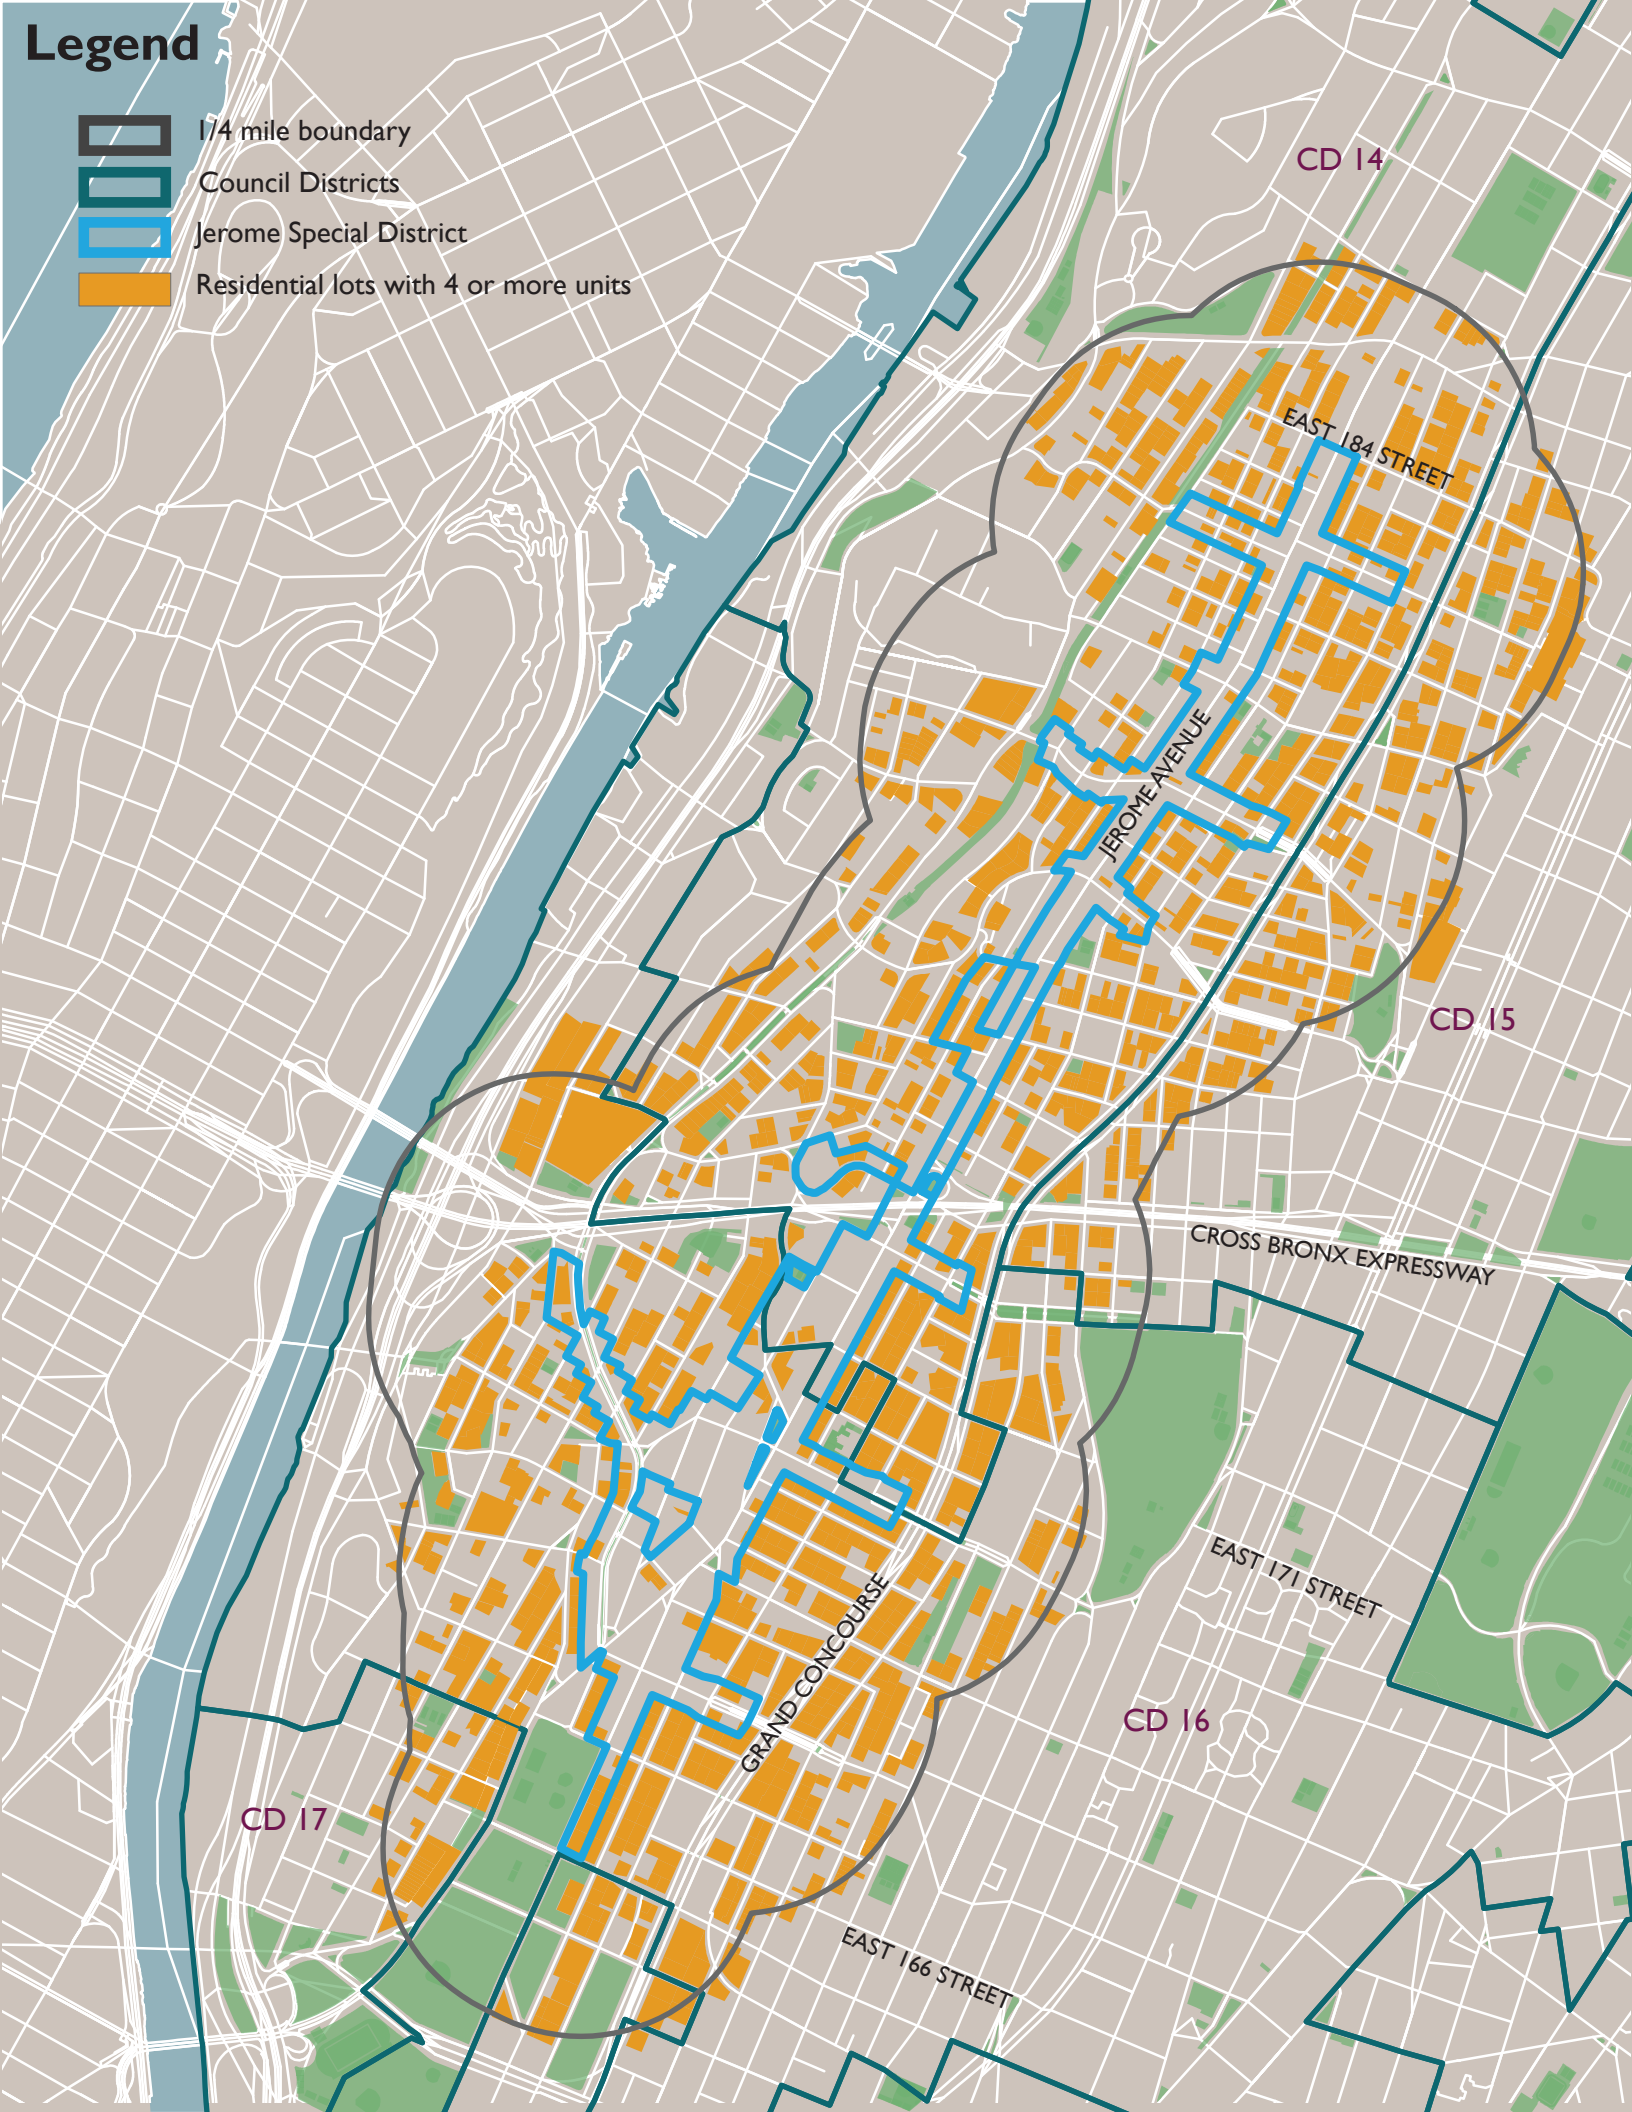 Legend
1/4 mile boundary
Council Districts
Jerome Special District
Residential lots with 4 or more units
CD 14
EAST 184 STREET
JEROME AVENUE
CD 15
CROSS BRONX EXPRESSWAY
EAST 171 STREET
GRAND CONCOURSE
CD 16
CD 17
EAST 166 STREET